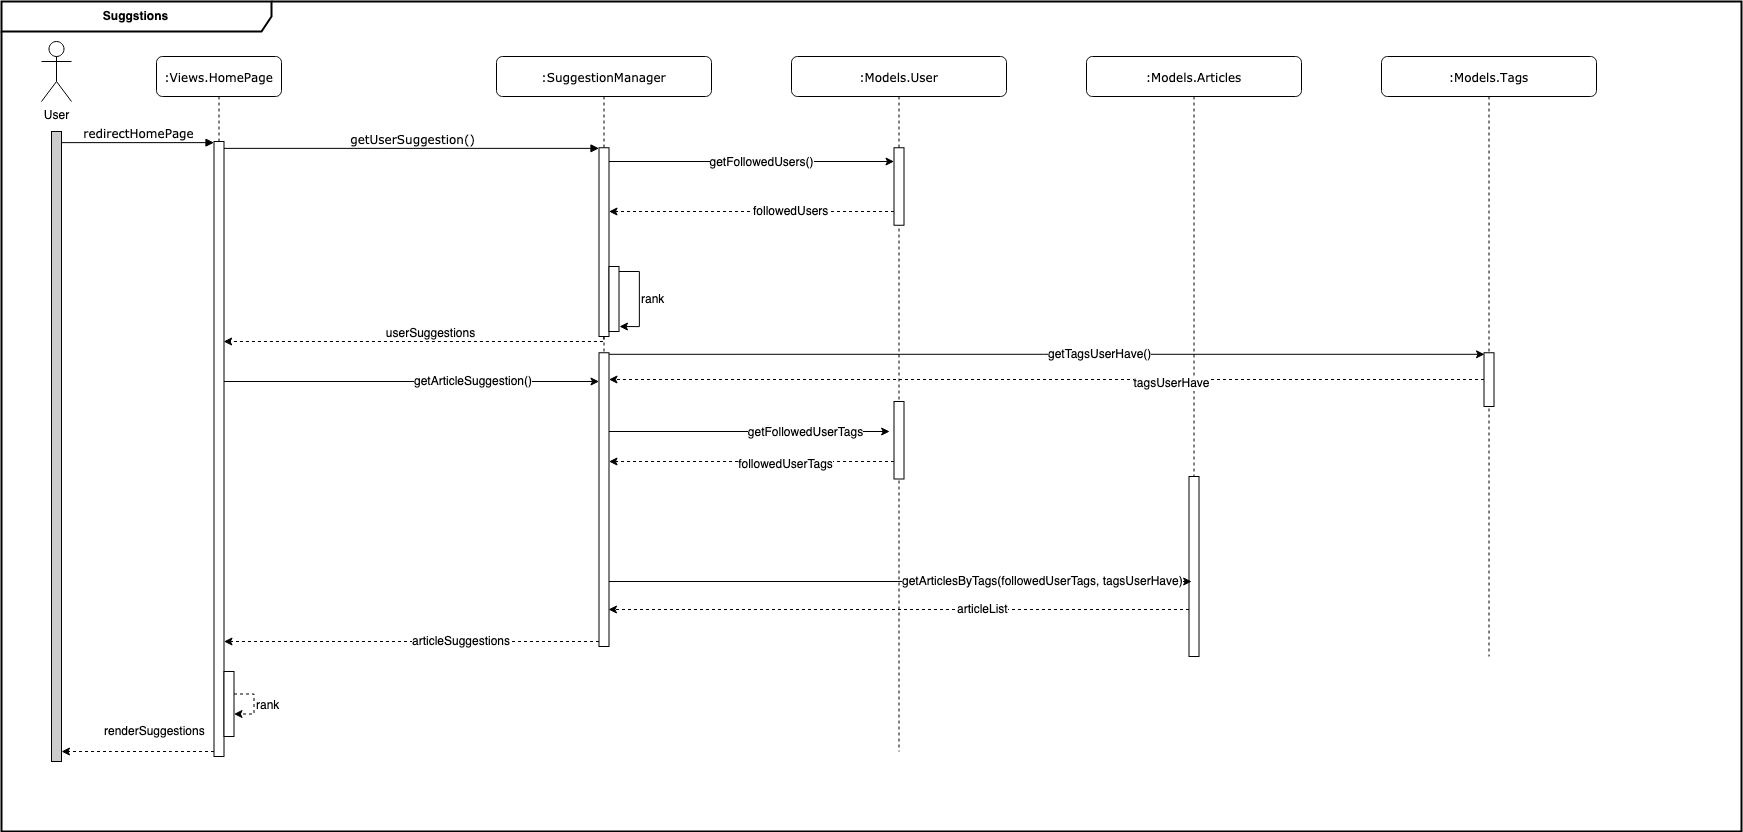 Suggstions
User
:Views.HomePage
:SuggestionManager
:Models.User
:Models.Articles
:Models.Tags
redirectHomePage
getUserSuggestion()
getFollowedUsers()
followedUsers
rank
userSuggestions
getTagsUserHave()
getArticleSuggestion()
tagsUserHave
getFollowedUserTags
followedUserTags
getArticlesByTags(followedUserTags, tagsUserHave)
articleList
articleSuggestions
rank
renderSuggestions